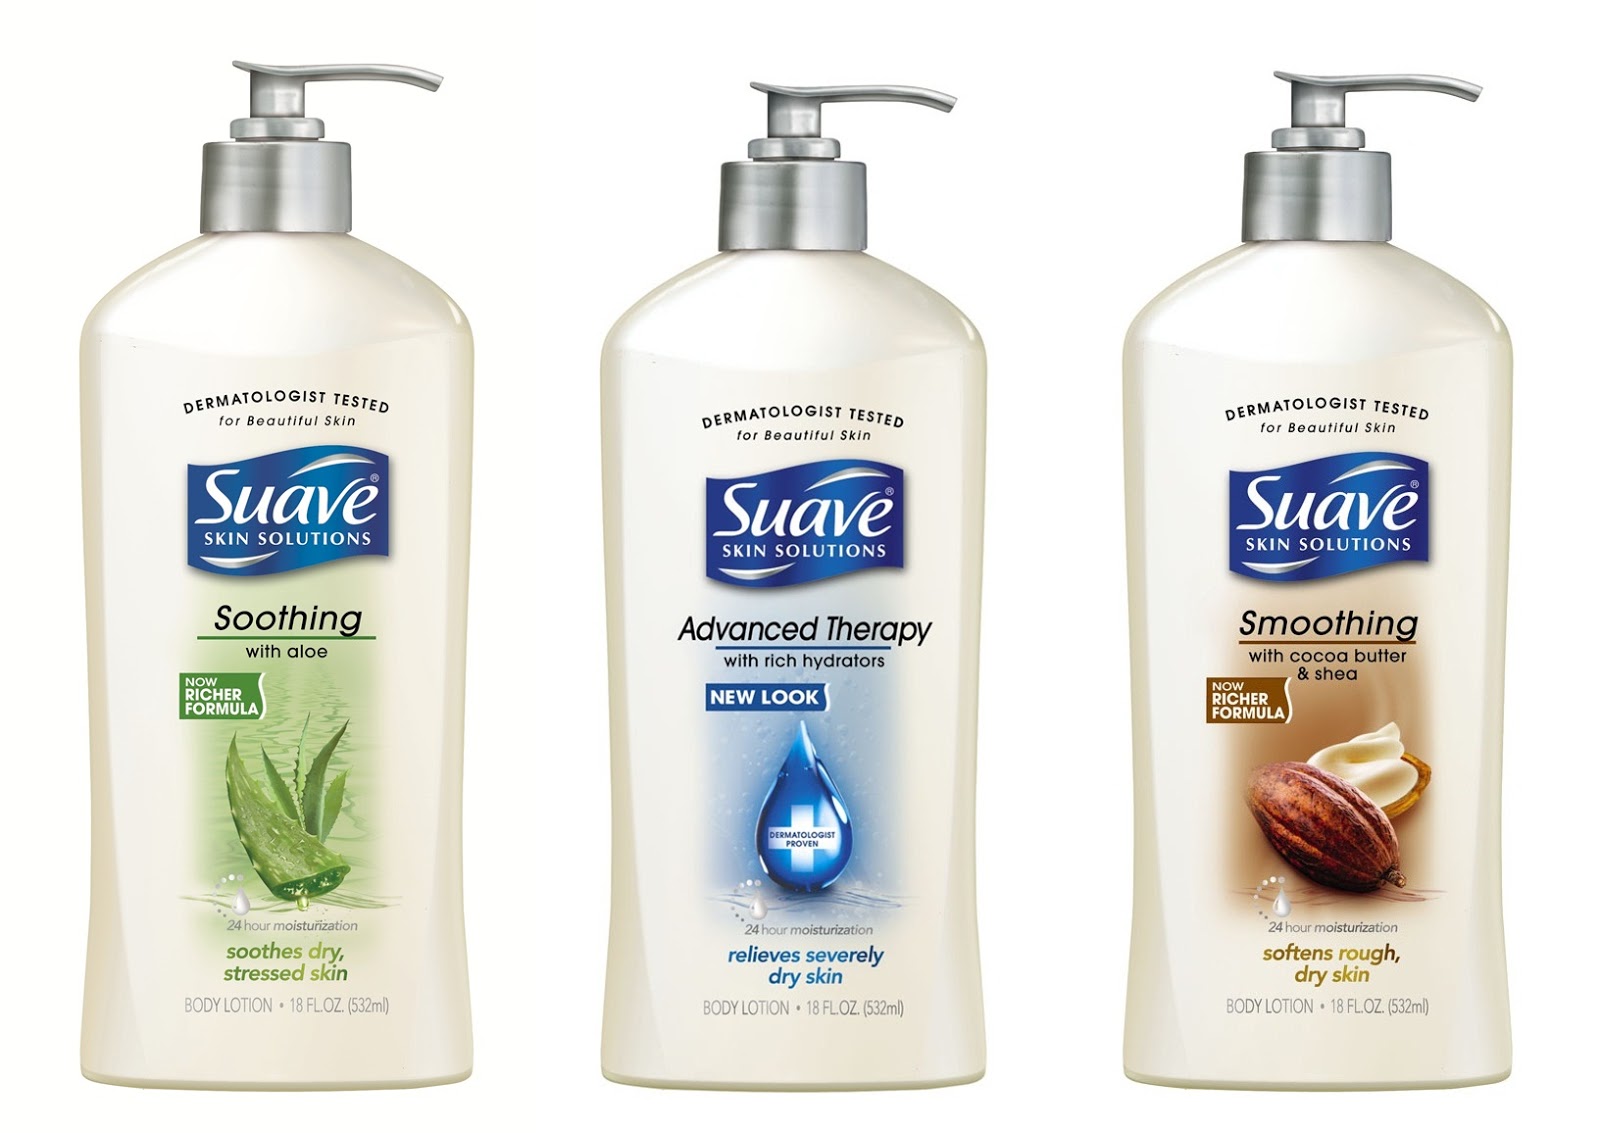 DERMATOLOGIST TESTED
for Beautiful Skin
Suave®
SKIN SOLUTIONS
Soothing
with aloe
NOW
RICHER
FORMULA
24 hour moisturization
soothes dry,
stressed skin
BODY LOTION • 18 FL.OZ. (532ml)
DERMATOLOGIST TESTED
for Beautiful Skin
Suave®
SKIN SOLUTIONS
Advanced Therapy
with rich hydrators
NEW LOOK
DERMATOLOGIST
PROVEN
24 hour moisturization
relieves severely
dry skin
BODY LOTION • 18 FL.OZ. (532ml)
DERMATOLOGIST TESTED
for Beautiful Skin
Suave®
SKIN SOLUTIONS
Smoothing
with cocoa butter
& shea
NOW
RICHER
FORMULA
24 hour moisturization
softens rough,
dry skin
BODY LOTION • 18 FL.OZ. (532ml)